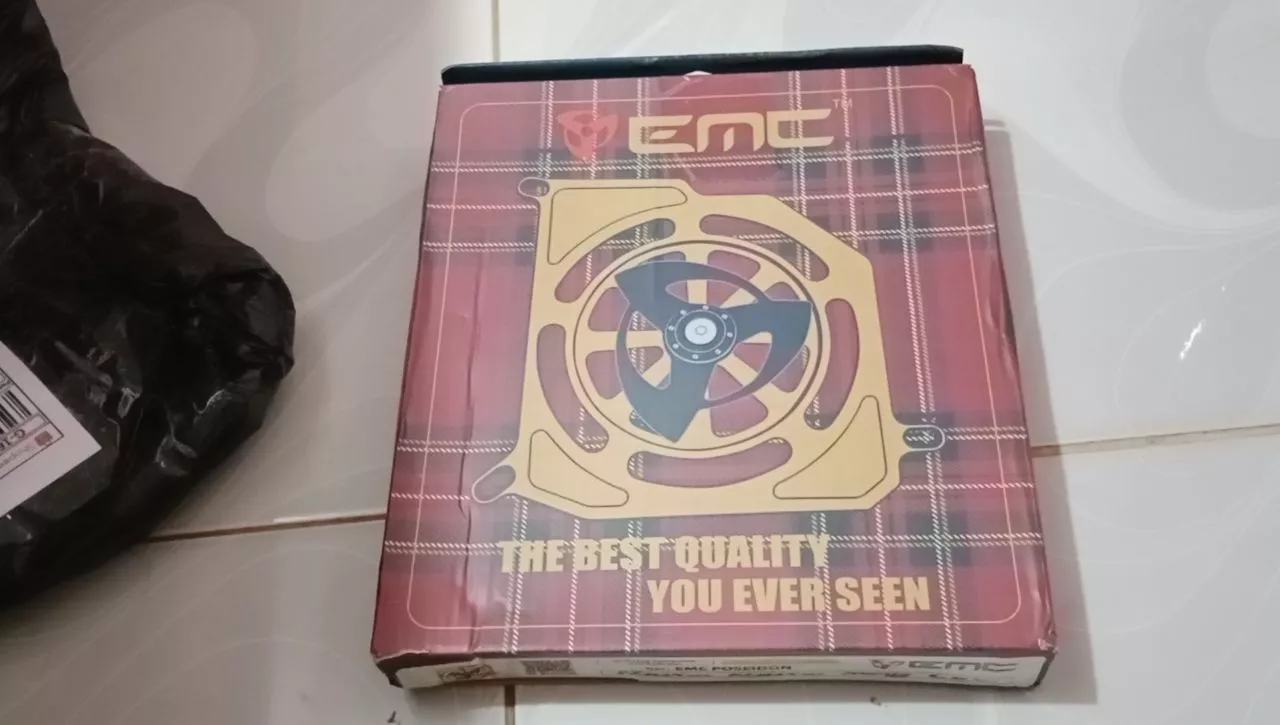 EMC™
THE BEST QUALITY
YOU EVER SEEN
EMC POSEIDON
EMC